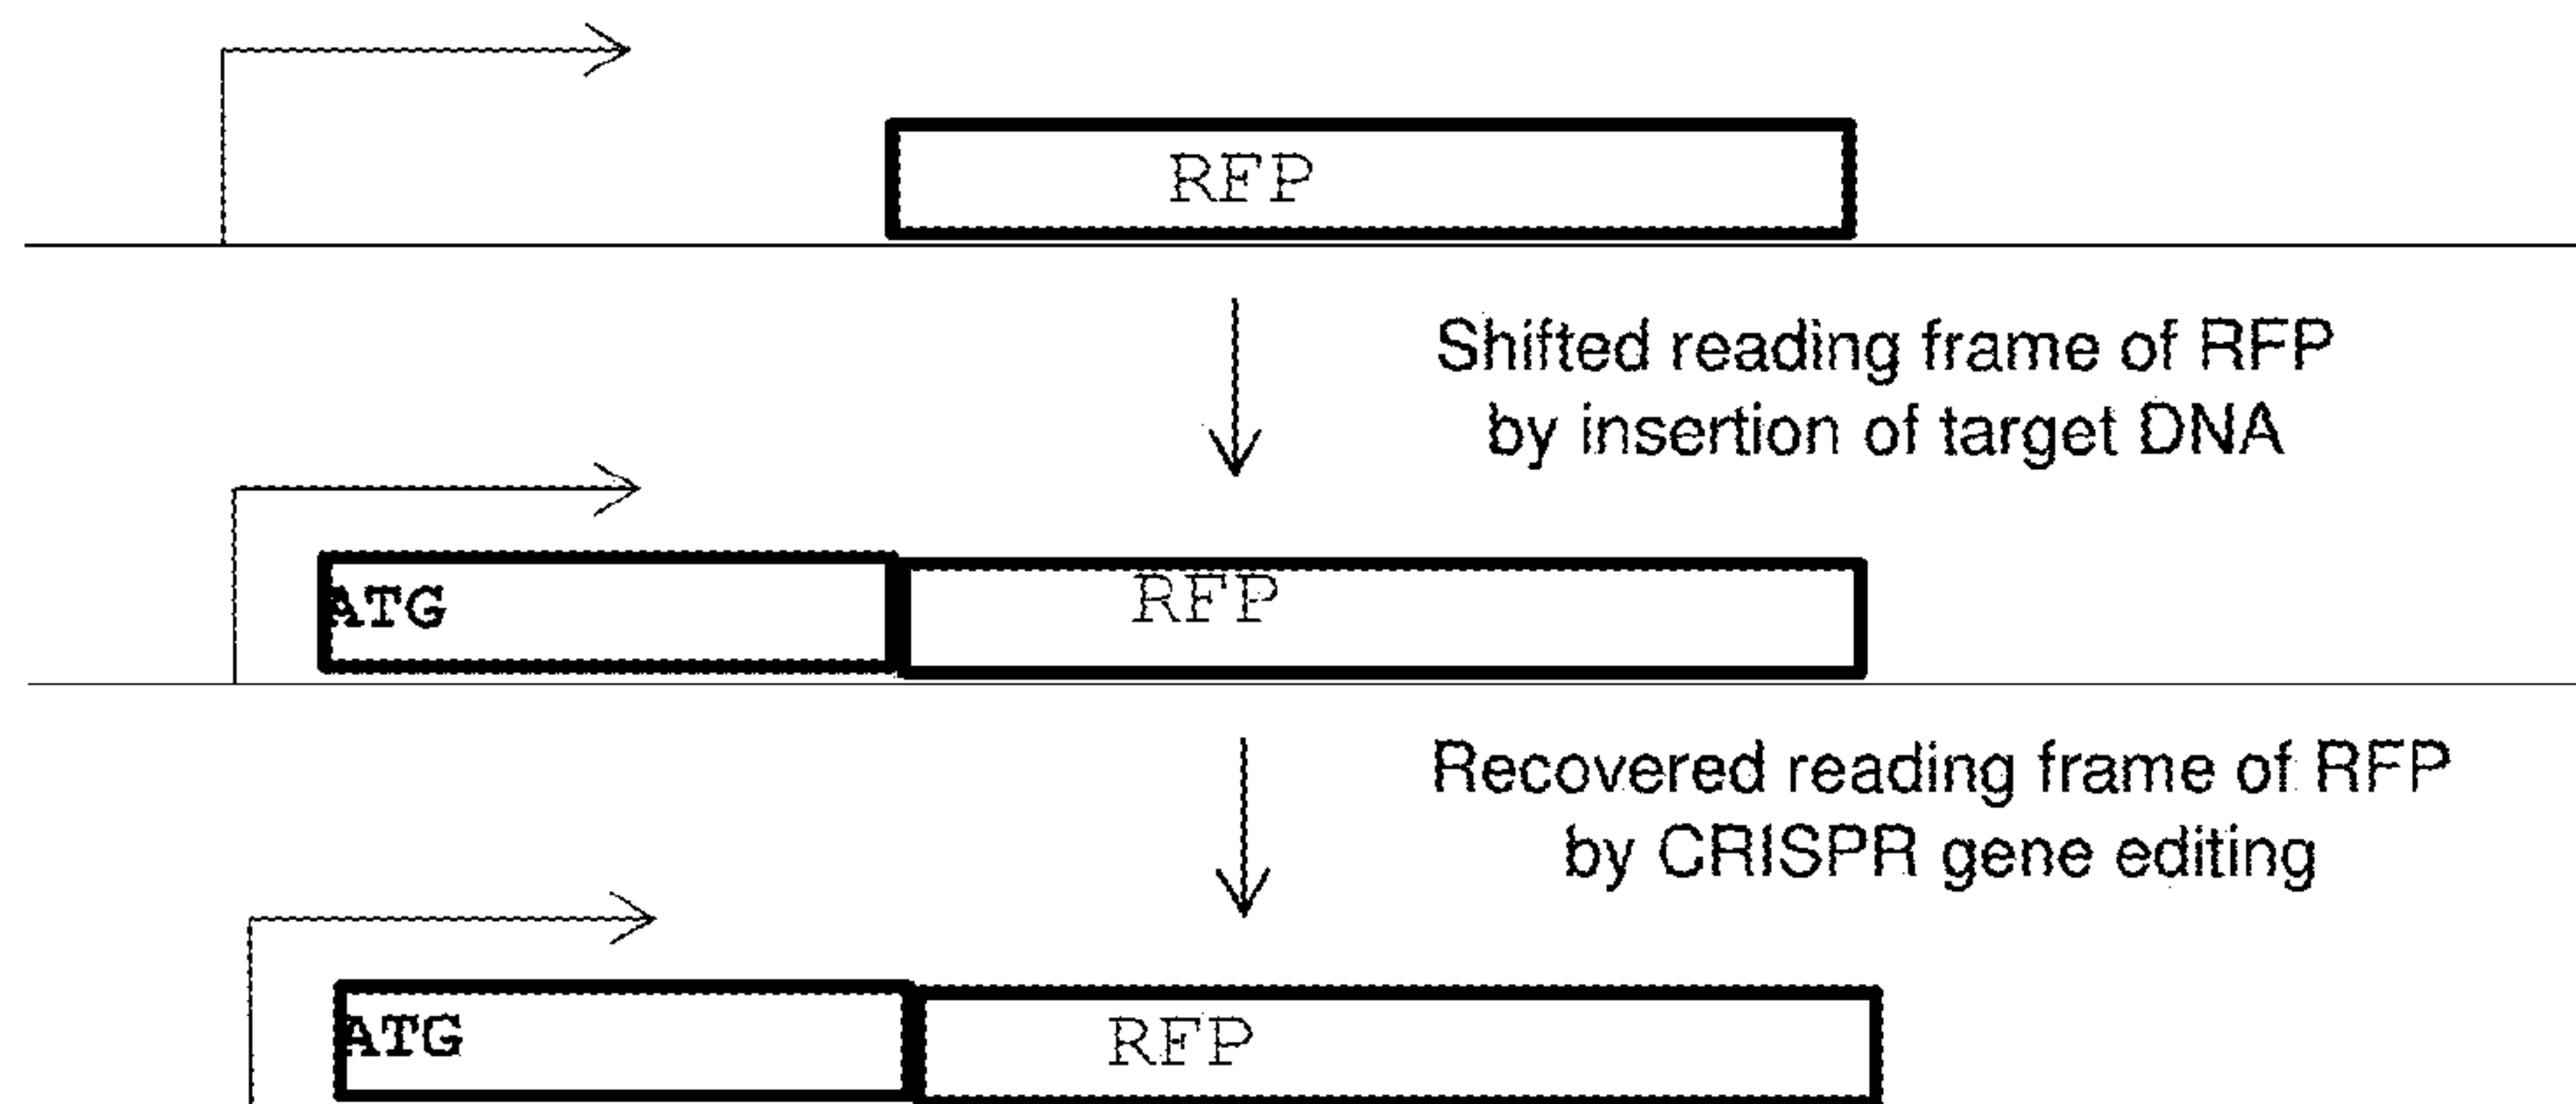 RFP
Shifted reading frame of RFP
by insertion of target DNA
ATG
RFP
Recovered reading frame of RFP
by CRISPR gene editing
ATG
RFP